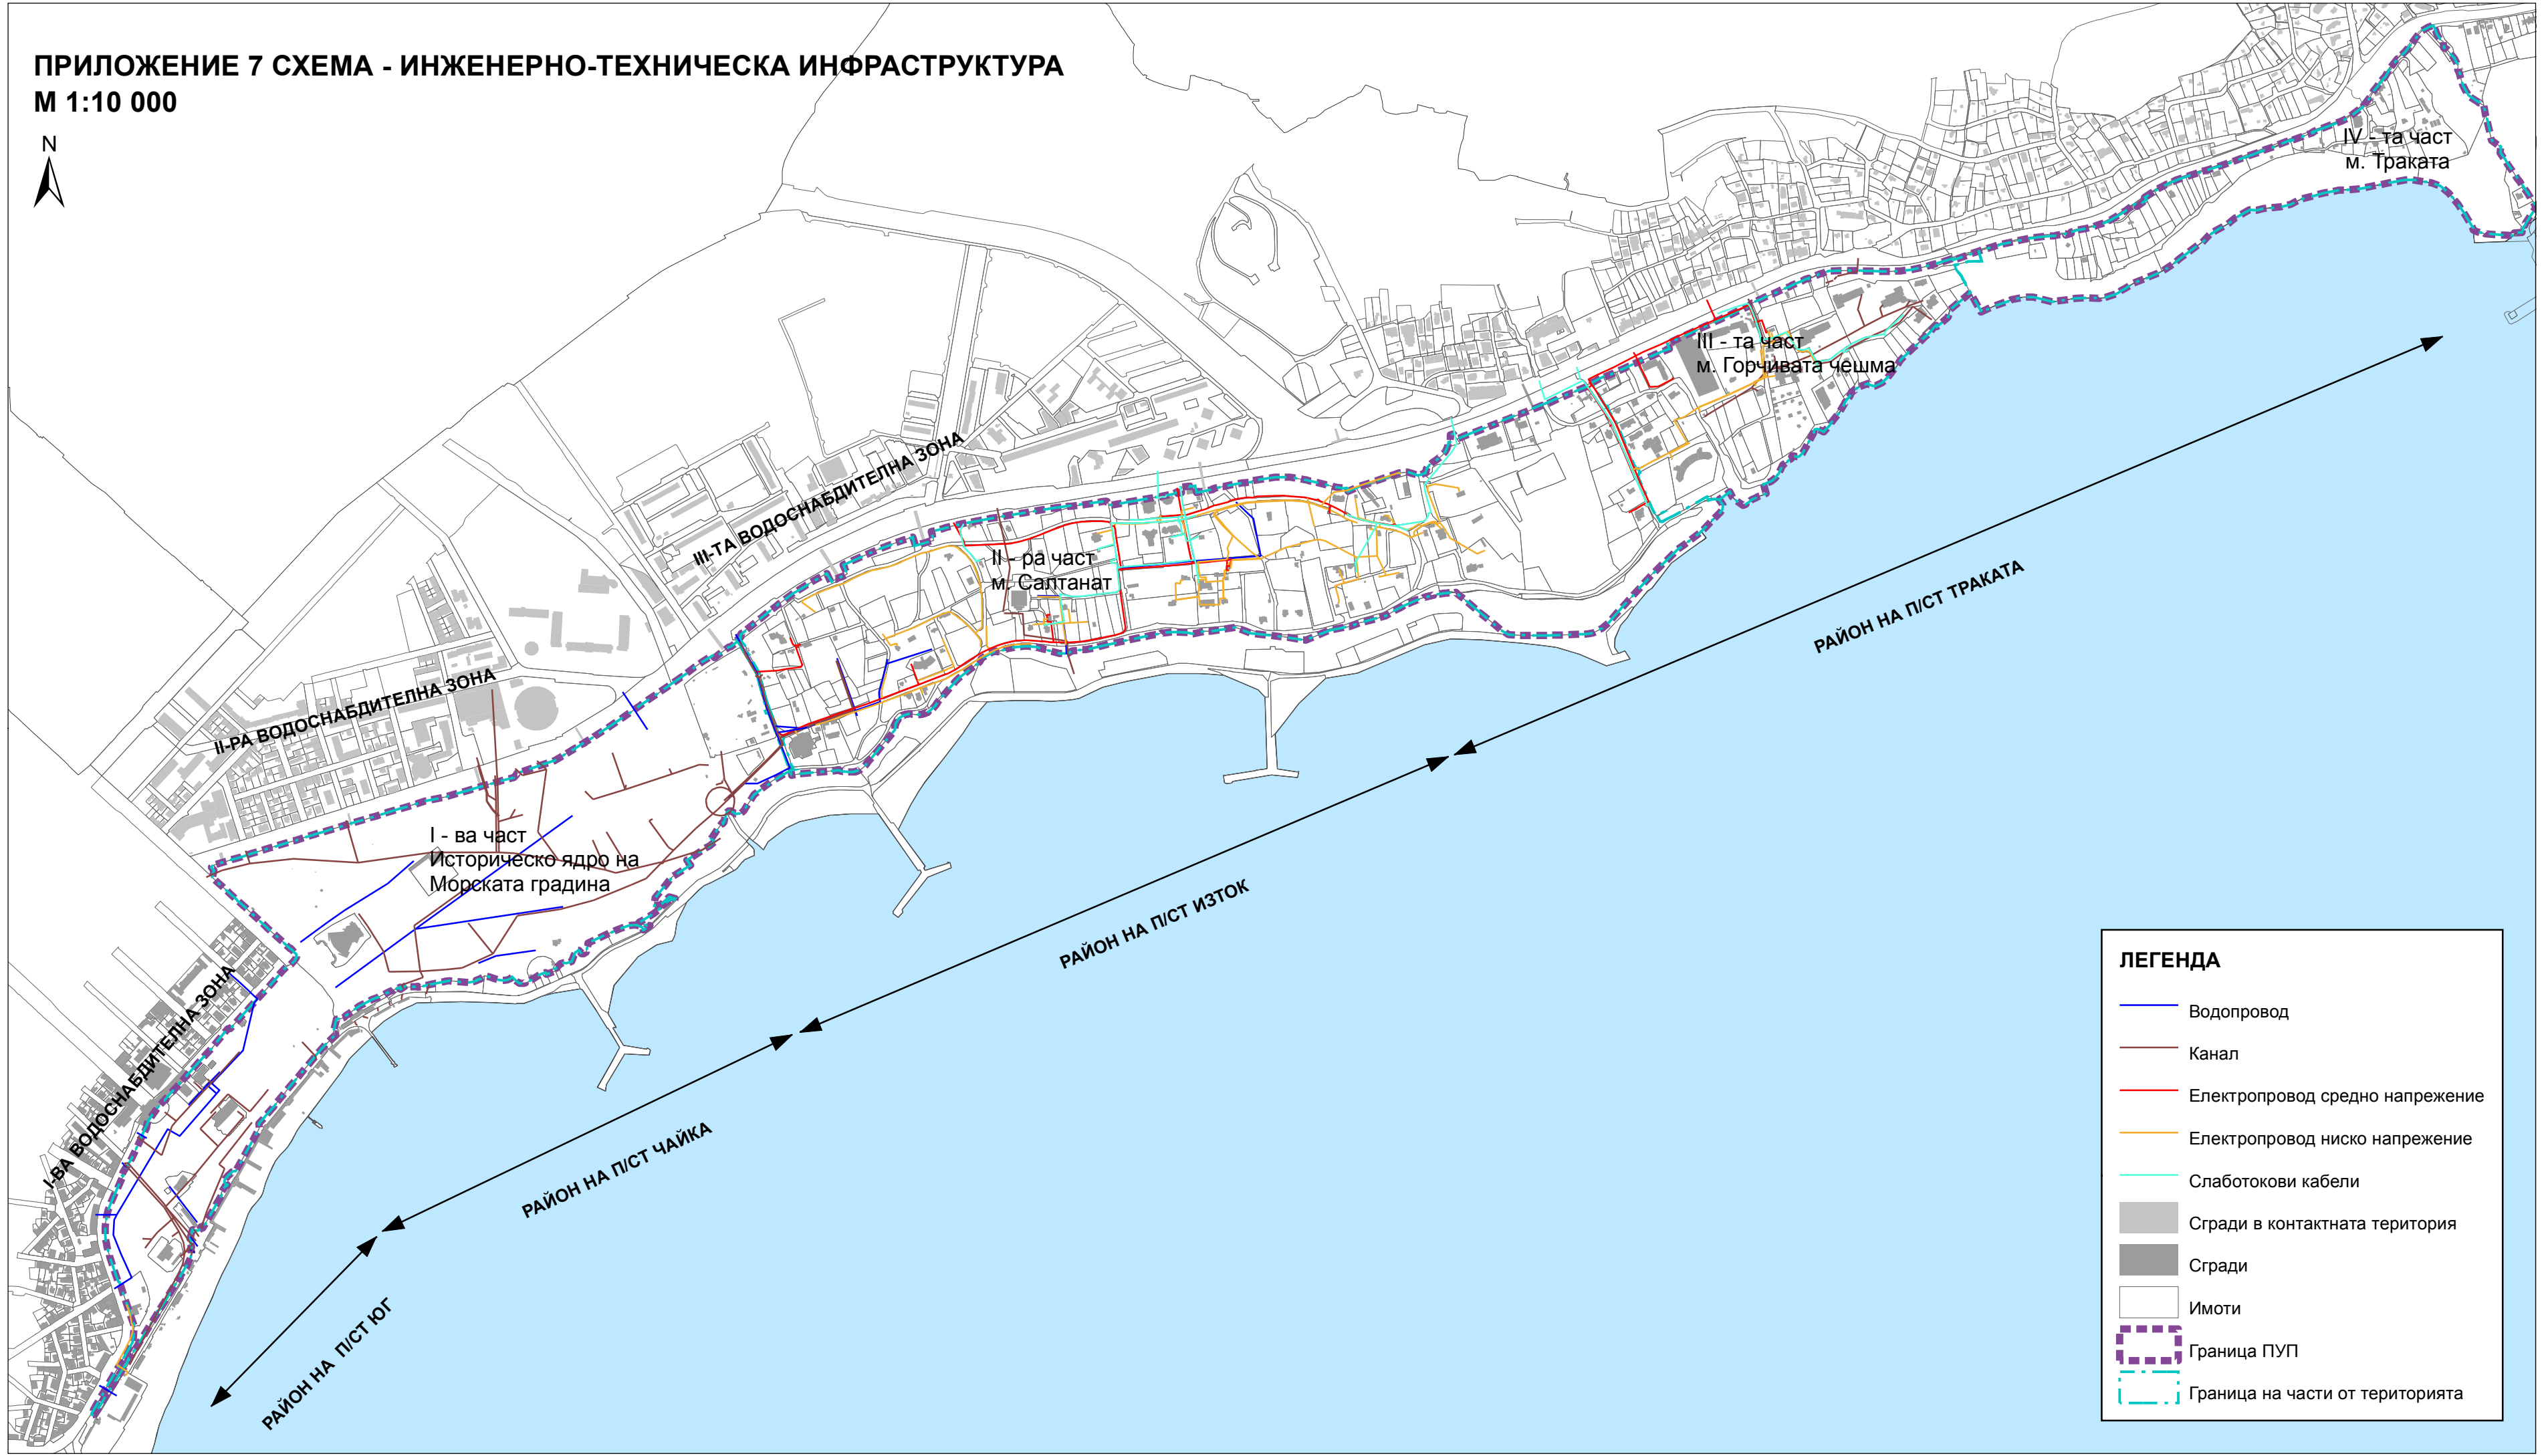 ПРИЛОЖЕНИЕ 7 СХЕМА - ИНЖЕНЕРНО-ТЕХНИЧЕСКА ИНФРАСТРУКТУРА
М 1:10 000
N
IV - та част
м. Траката
III - та част
м. Горчивата чешма
III-ТА ВОДОСНАБДИТЕЛНА ЗОНА
II - ра част
м. Салтанат
РАЙОН НА П/СТ ТРАКАТА
II-РА ВОДОСНАБДИТЕЛНА ЗОНА
I - ва част
Историческо ядро на
Морската градина
РАЙОН НА П/СТ ИЗТОК
I-ВА ВОДОСНАБДИТЕЛНА ЗОНА
РАЙОН НА П/СТ ЧАЙКА
РАЙОН НА П/СТ ЮГ
ЛЕГЕНДА
Водопровод
Канал
Електропровод средно напрежение
Електропровод ниско напрежение
Слаботокови кабели
Сгради в контактната територия
Сгради
Имоти
Граница ПУП
Граница на части от територията